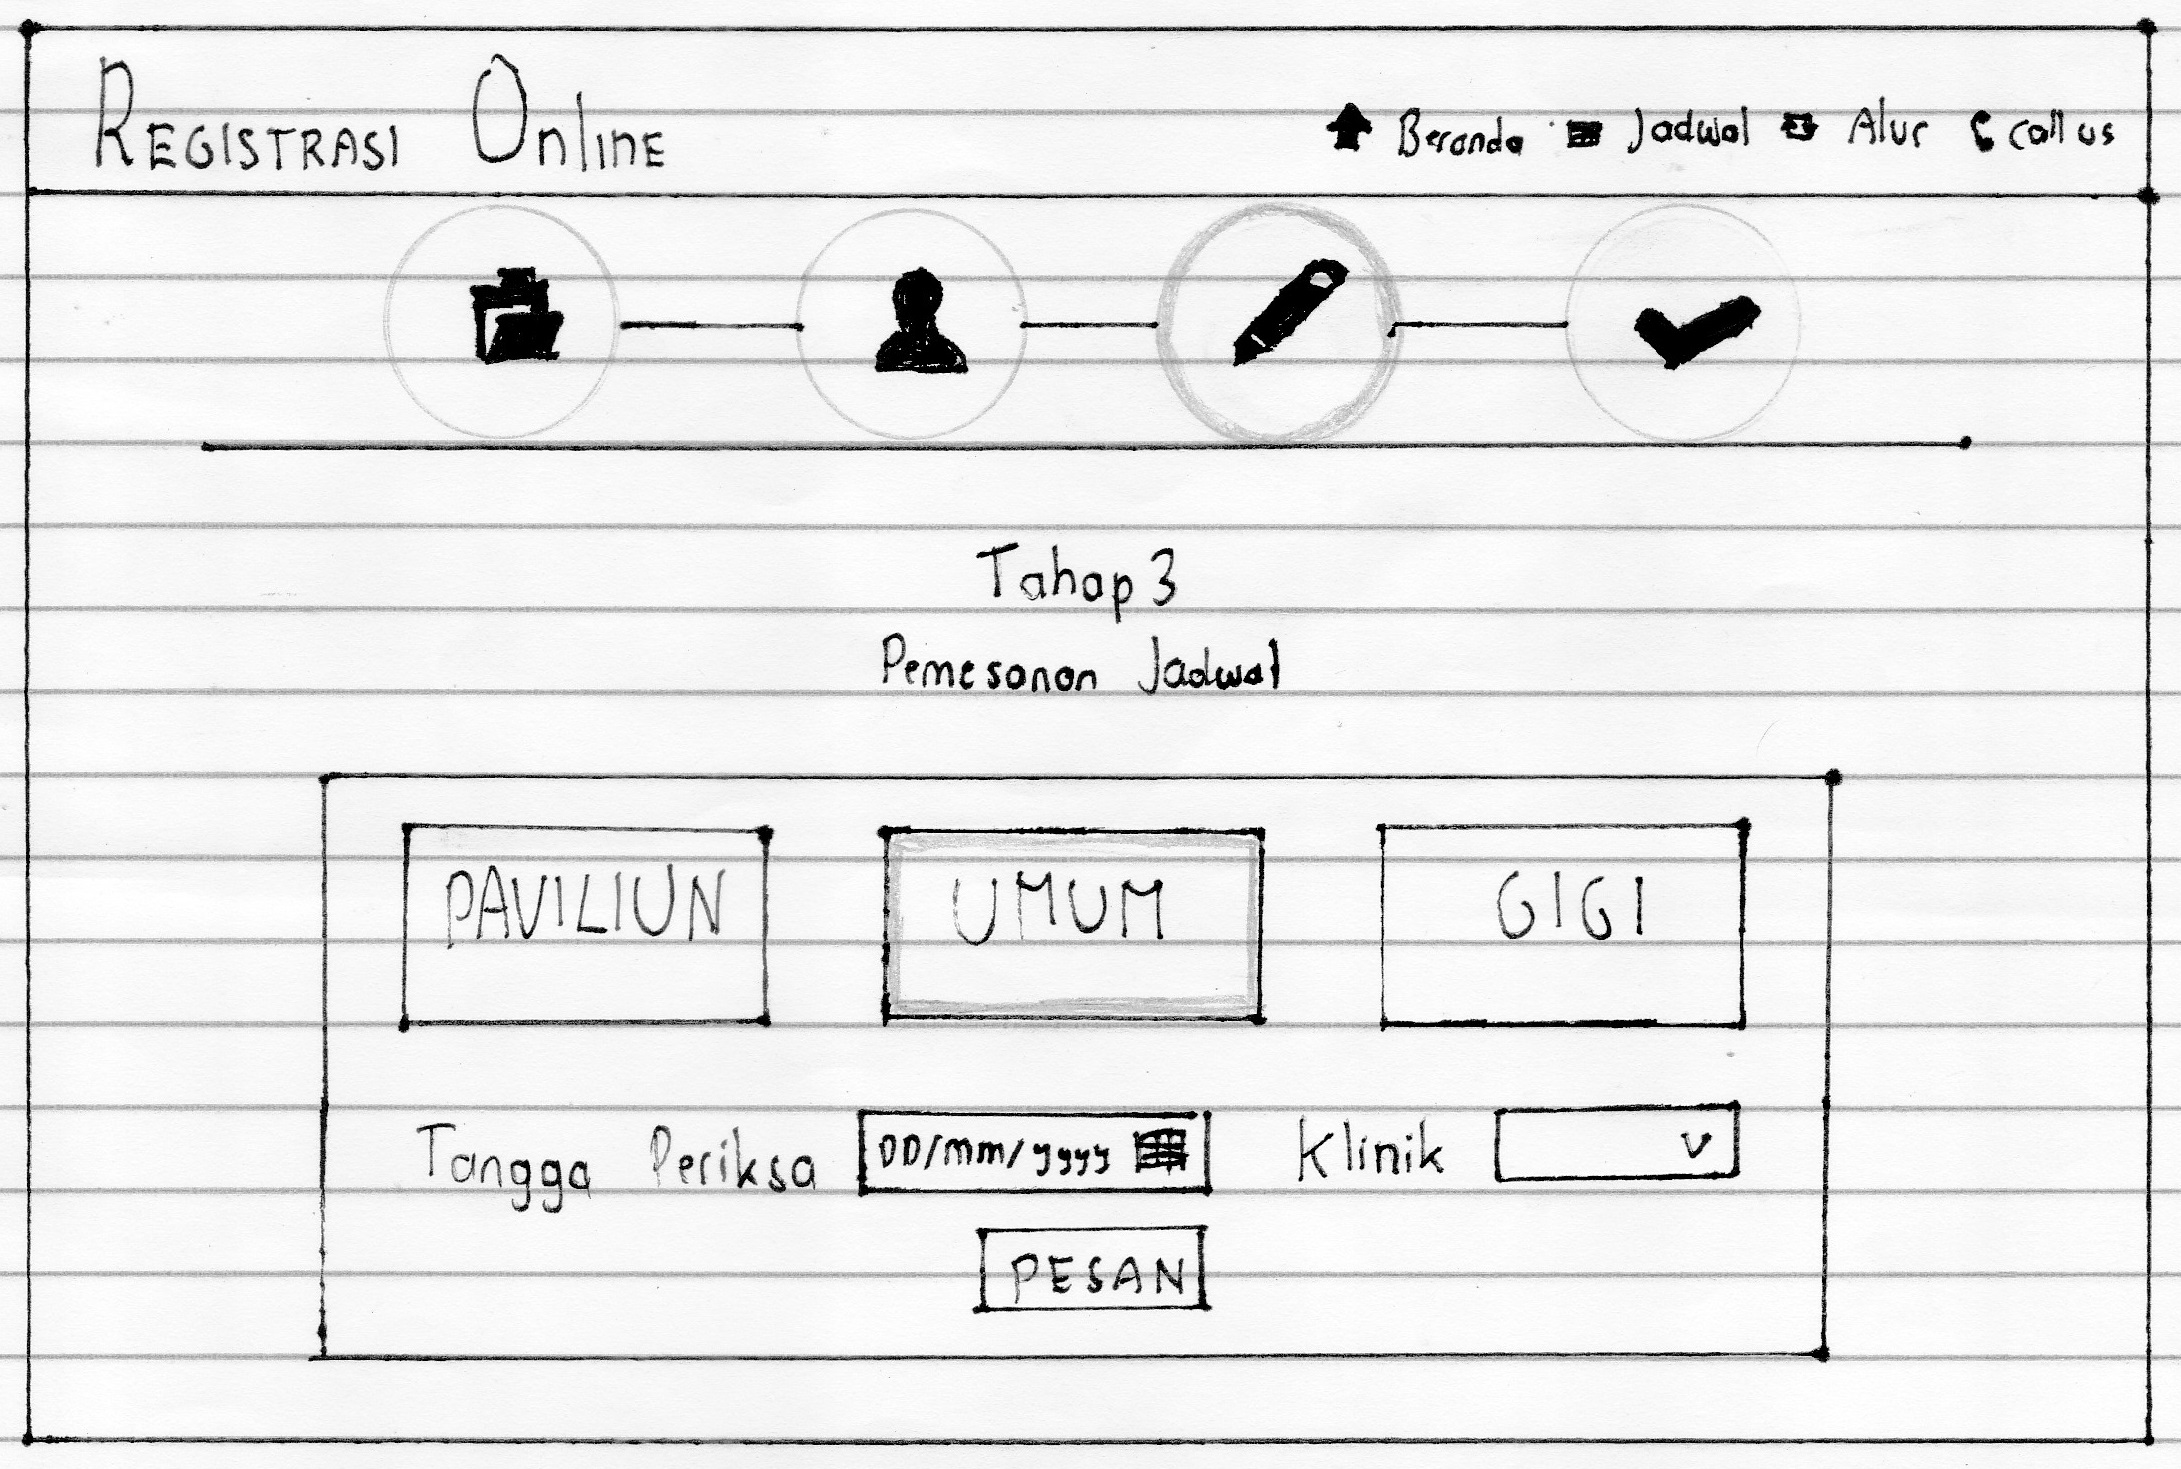 REGISTRASI OnlINE
Beranda Jadwal Alur call us
Tahap 3
Pemesanan Jadwal
PAVILIUN UMUM GIGI
Tangga Periksa DD/mm/yyyy Klinik
PESAN